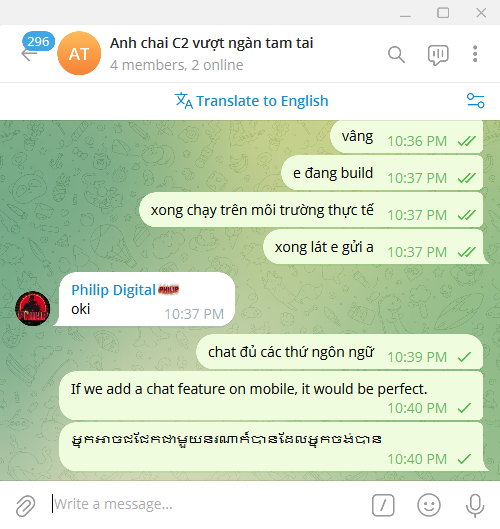 296
AT
Anh chai C2 vượt ngàn tam tai
4 members, 2 online
Translate to English
vâng
10:36 PM
e đang build
10:37 PM
xong chạy trên môi trường thực tế
10:37 PM
xong lát e gửi a
10:37 PM
Philip Digital
PHILIP
oki
10:37 PM
chat đủ các thứ ngôn ngữ
10:39 PM
If we add a chat feature on mobile, it would be perfect.
10:40 PM
អ្នកអាចជជែកជាមួយនរណាក៏បានដែលអ្នកចង់បាន
10:40 PM
Write a message...